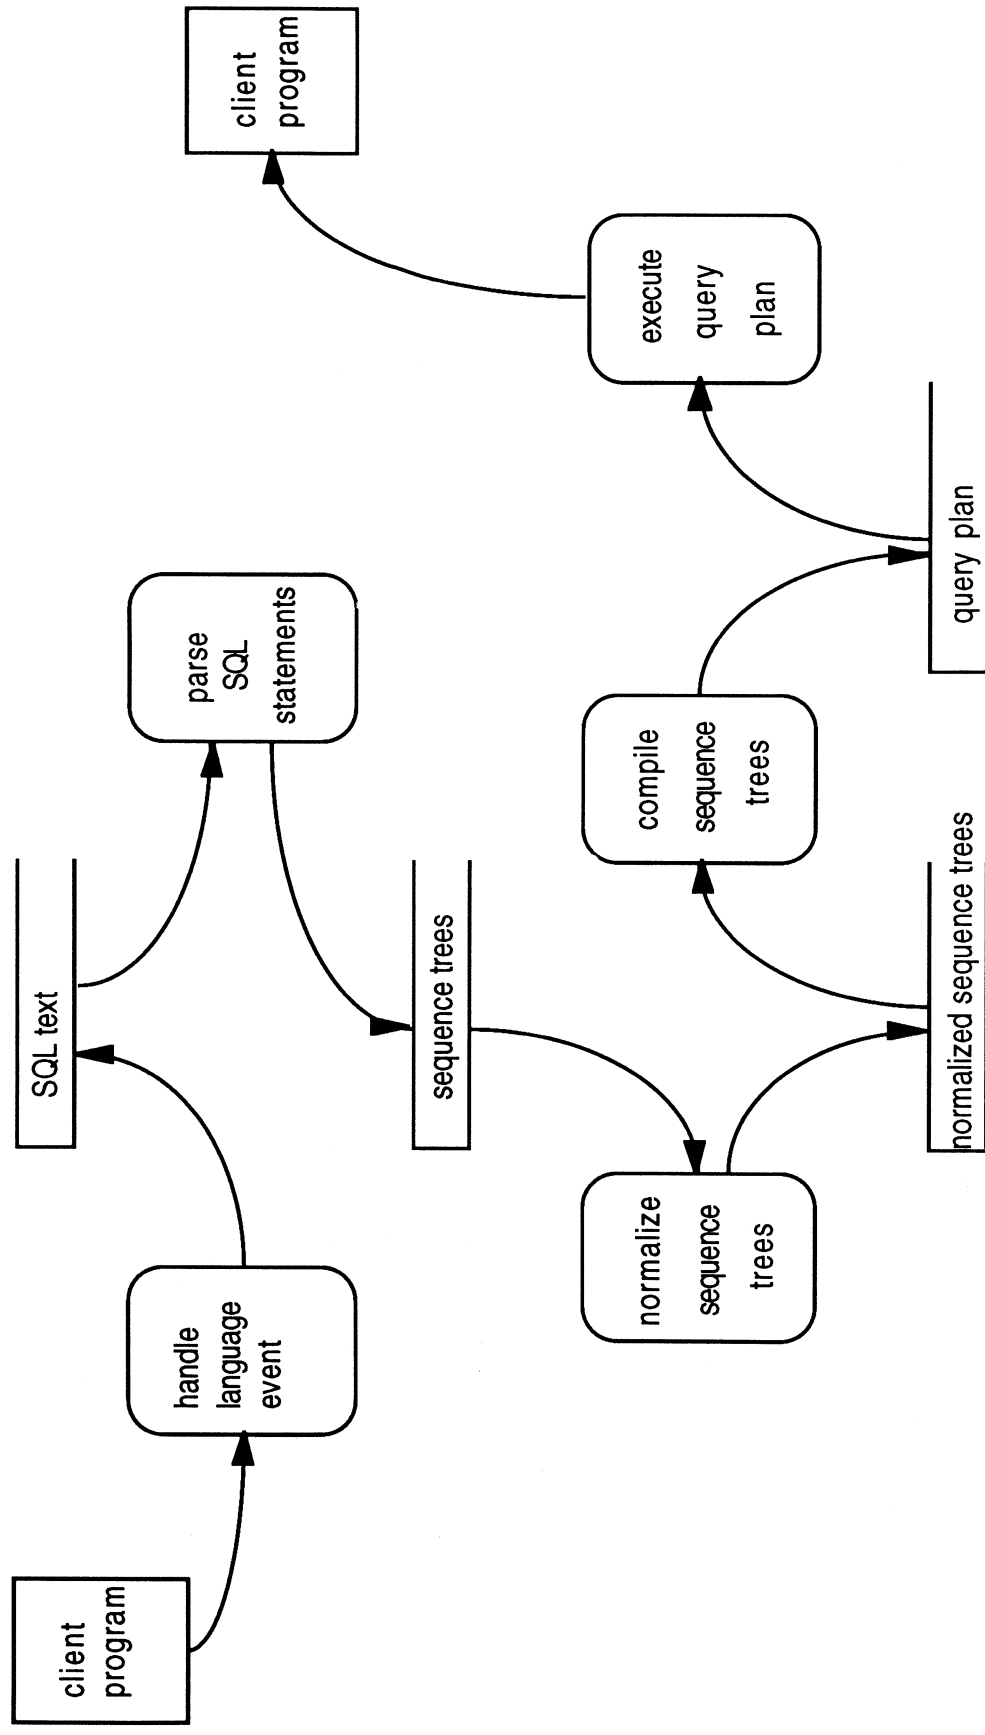 client
program
handle
language
event
SQL text
parse
SQL
statements
sequence trees
normalize
sequence
trees
normalized sequence trees
compile
sequence
trees
query plan
execute
query
plan
client
program